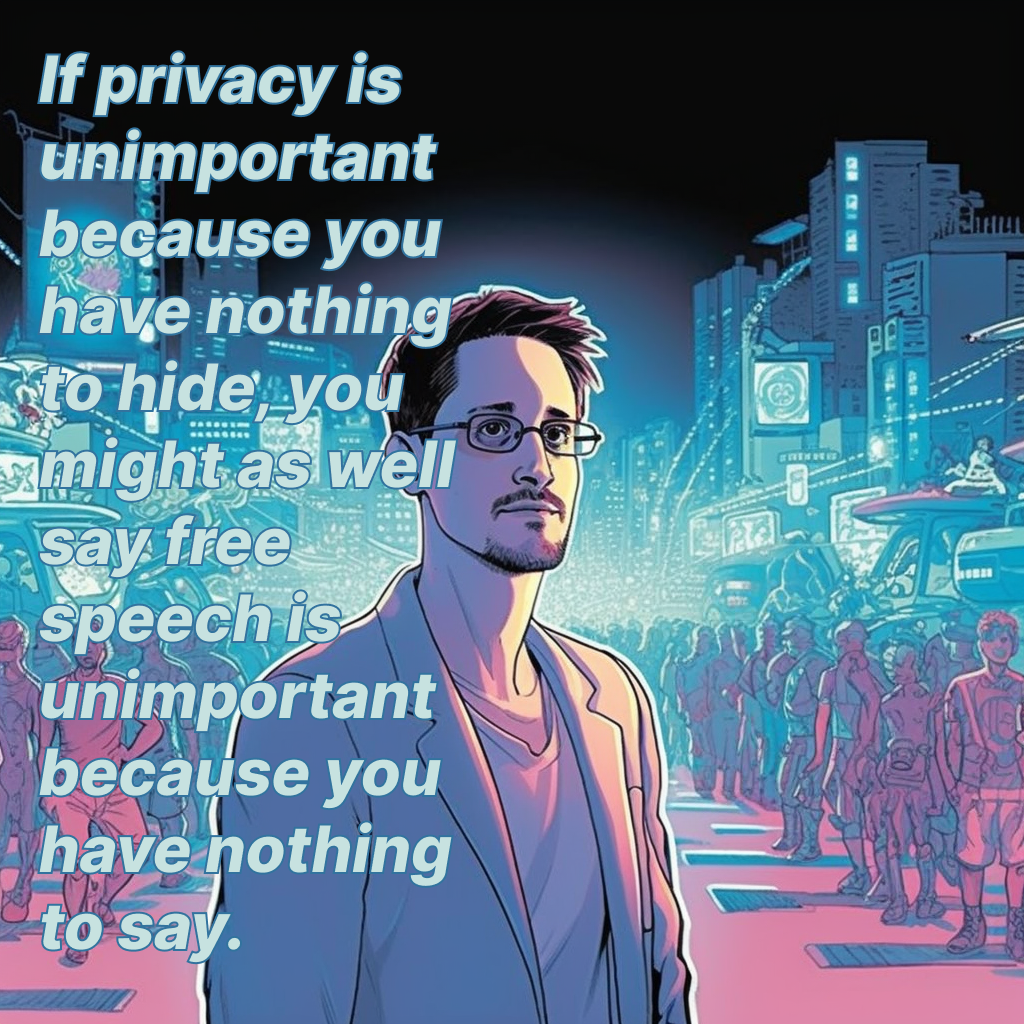 If privacy is
unimportant
because you
have nothing
to hide, you
might as well
say free
speech is
unimportant
because you
have nothing
to say.